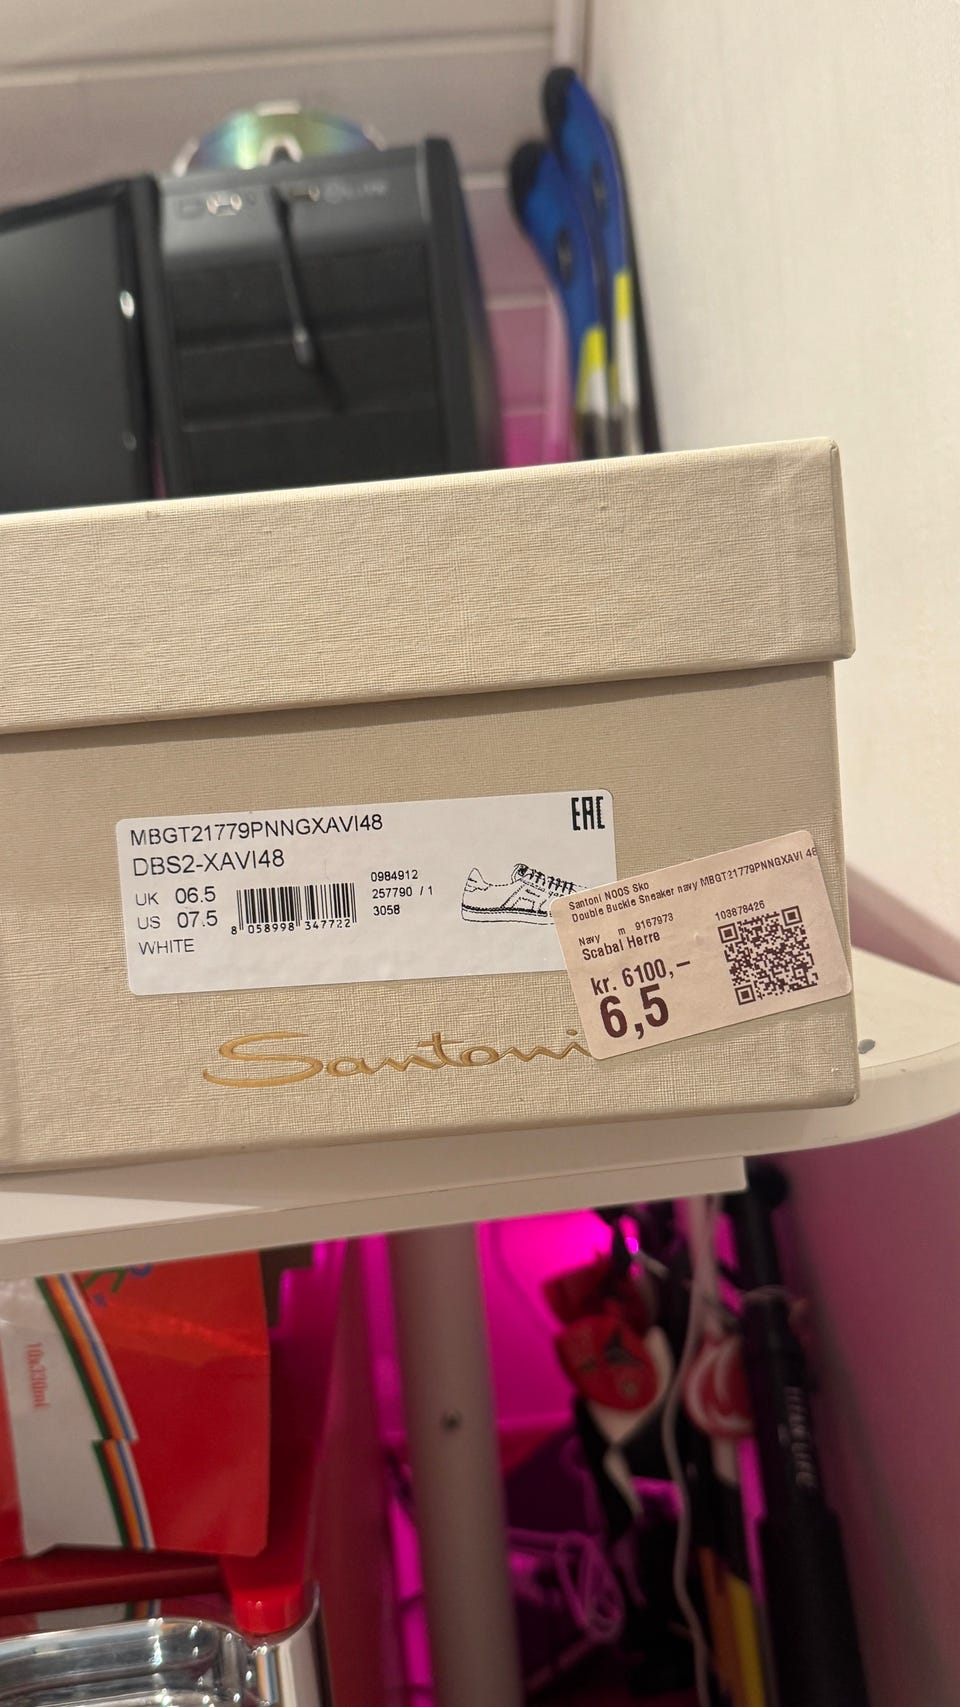 MBGT21779PNNGXAVI48
DBS2-XAVI48
UK 06.5
US 07.5
WHITE
8 058998 347722
0984912
257790 / 1
3058
EAC
Santoni NOOS Sko
Double Buckle Sneaker navy MBGT21779PNNGXAVI 48
Navy m 9167973
103878426
Scabal Herre
kr. 6100,–
6,5
Santoni
10x330ml